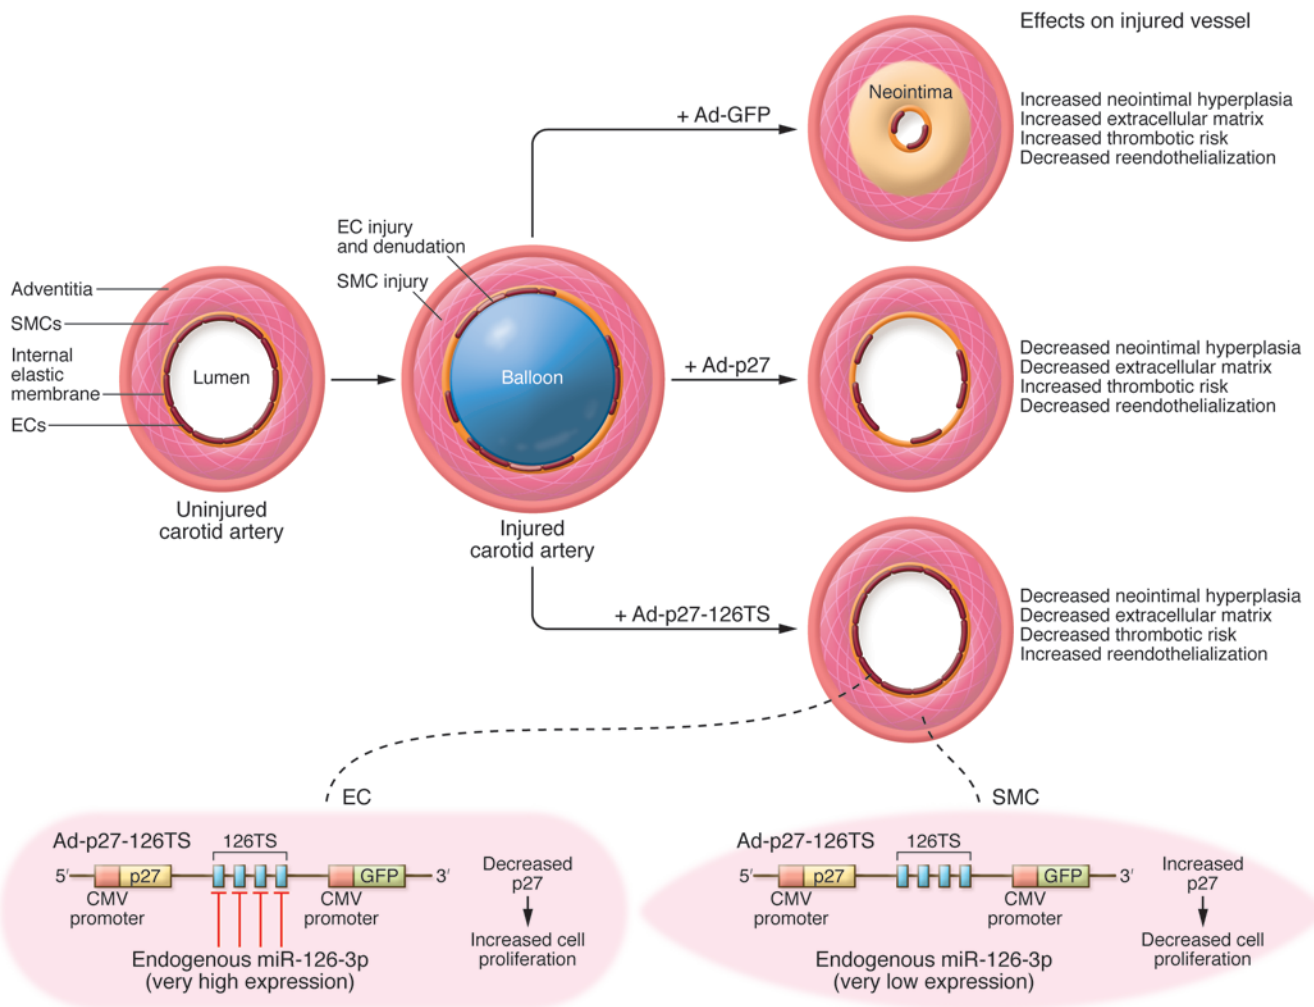 Effects on injured vessel
+ Ad-GFP
Neointima
Increased neointimal hyperplasia
Increased extracellular matrix
Increased thrombotic risk
Decreased reendothelialization
Adventitia
SMCs
Internal
elastic
membrane
ECs
Lumen
Uninjured
carotid artery
EC injury
and denudation
SMC injury
Balloon
Injured
carotid artery
+ Ad-p27
Decreased neointimal hyperplasia
Decreased extracellular matrix
Increased thrombotic risk
Decreased reendothelialization
+ Ad-p27-126TS
Decreased neointimal hyperplasia
Decreased extracellular matrix
Decreased thrombotic risk
Increased reendothelialization
EC
Ad-p27-126TS
126TS
5′
p27
GFP
3′
CMV
promoter
CMV
promoter
Endogenous miR-126-3p
(very high expression)
Decreased
p27
Increased cell
proliferation
SMC
Ad-p27-126TS
126TS
5′
p27
GFP
3′
CMV
promoter
CMV
promoter
Endogenous miR-126-3p
(very low expression)
Increased
p27
Decreased cell
proliferation